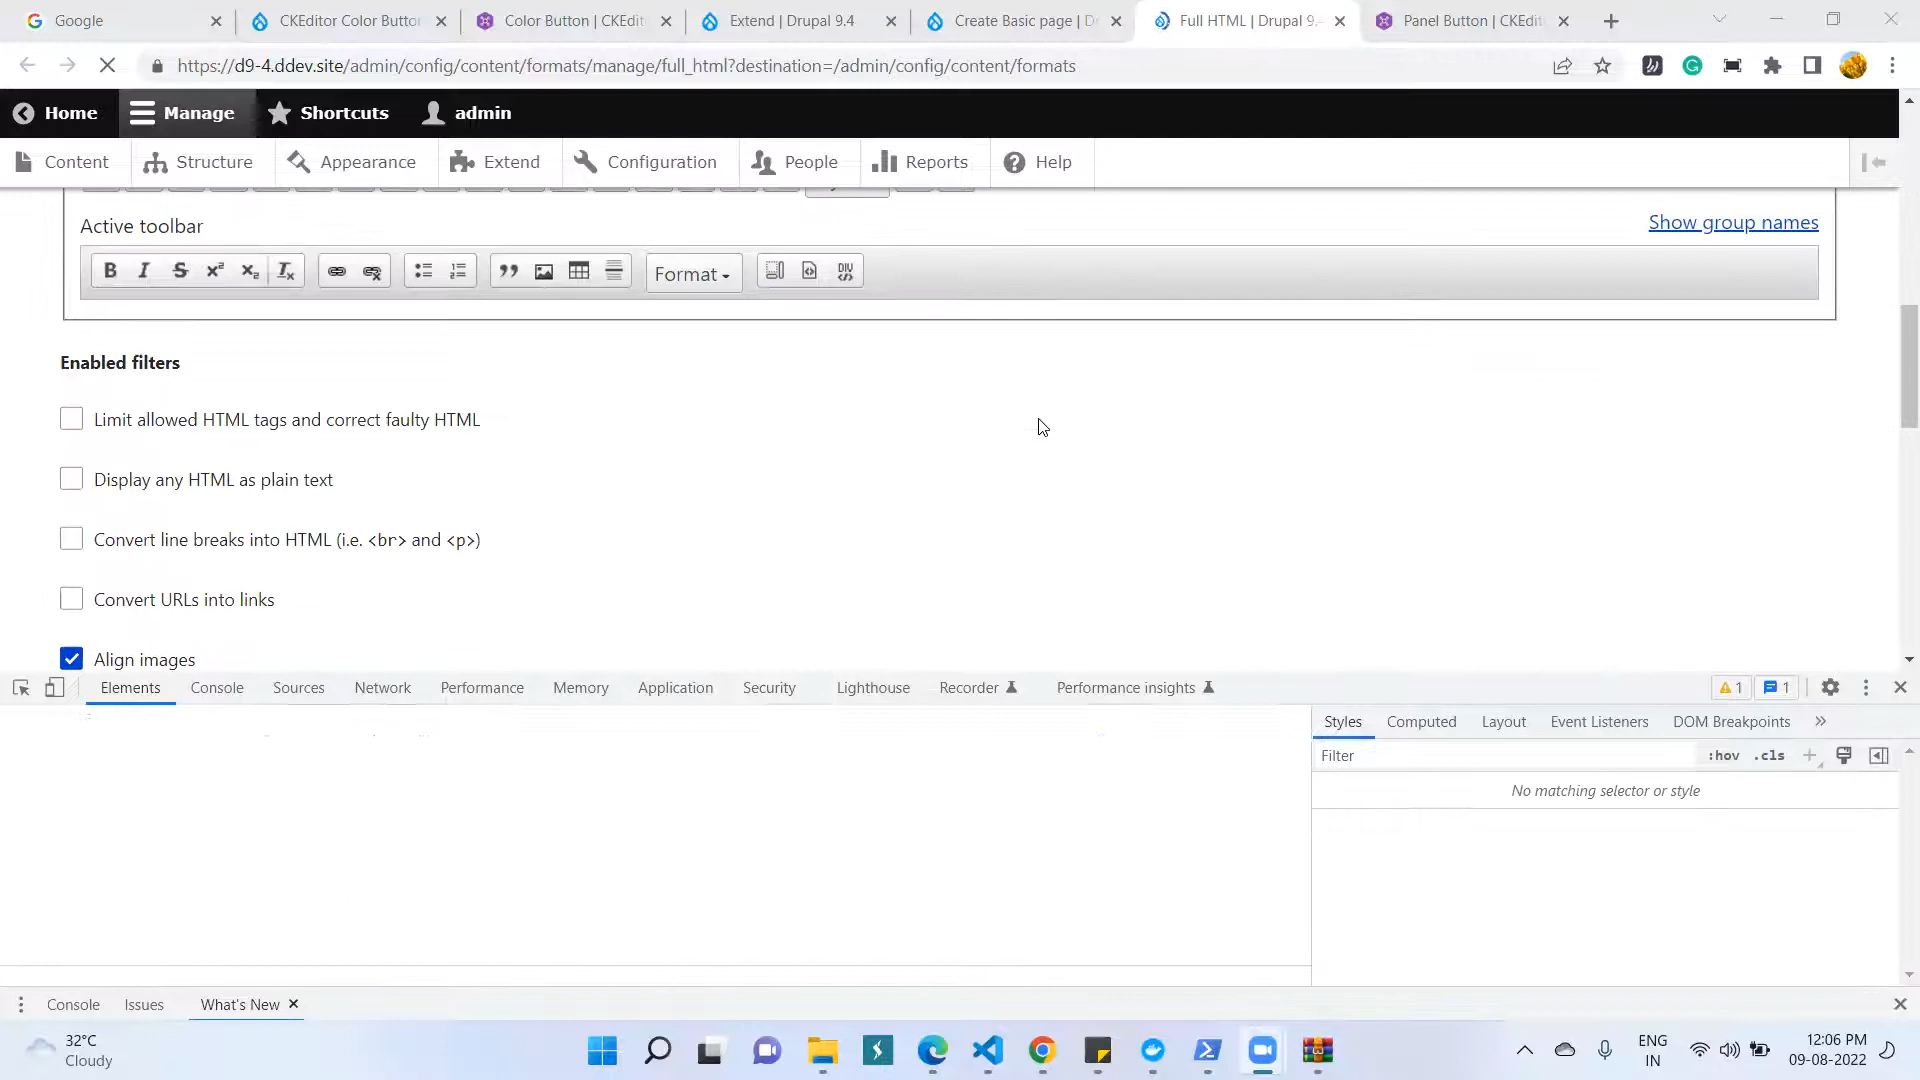 Google
CKEditor Color Button
Color Button | CKEdit
Extend | Drupal 9.4
Create Basic page | D
Full HTML | Drupal 9.
Panel Button | CKEdit
https://d9-4.ddev.site/admin/config/content/formats/manage/full_html?destination=/admin/config/content/formats
Home
Manage
Shortcuts
admin
Content
Structure
Appearance
Extend
Configuration
People
Reports
Help
Active toolbar
Show group names
B I S x² x₂ Tx
Format
DIV
Enabled filters
Limit allowed HTML tags and correct faulty HTML
Display any HTML as plain text
Convert line breaks into HTML (i.e. <br> and <p>)
Convert URLs into links
Align images
Elements
Console
Sources
Network
Performance
Memory
Application
Security
Lighthouse
Recorder
Performance insights
1
1
Styles
Computed
Layout
Event Listeners
DOM Breakpoints
Filter
:hov
.cls
No matching selector or style
Console
Issues
What's New
32°C
Cloudy
ENG
IN
12:06 PM
09-08-2022